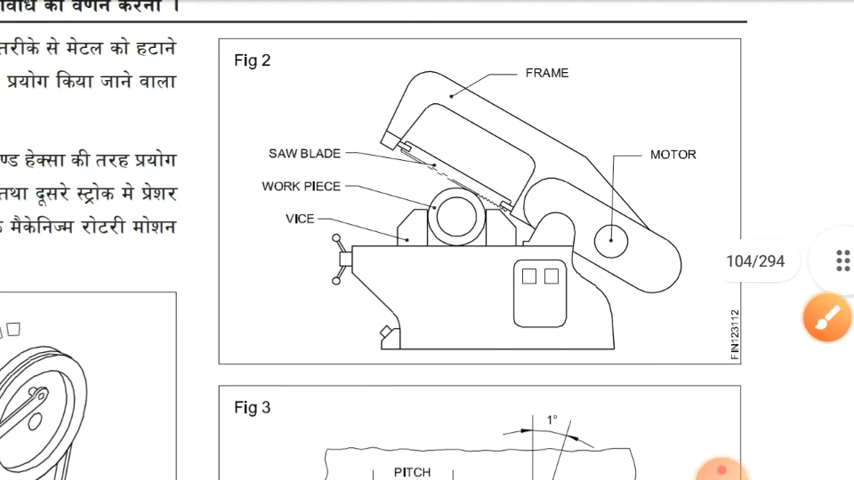 की वर्णन करना ।
तरीके से मेटल को हटाने
प्रयोग किया जाने वाला
हेक्सा की तरह प्रयोग
तथा दूसरे स्ट्रोक मे प्रेशर
मैकेनिज्म रोटरी मोशन
Fig 2
FRAME
SAW BLADE
MOTOR
WORK PIECE
VICE
104/294
FIN123112
Fig 3
1°
PITCH